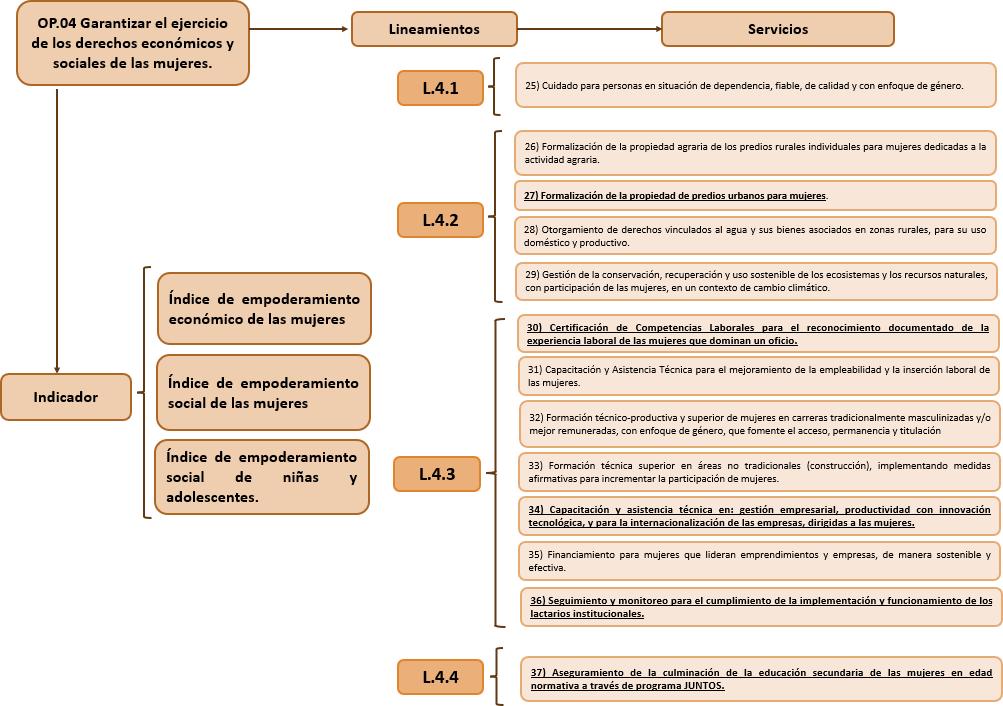 OP.04 Garantizar el ejercicio
de los derechos económicos y
sociales de las mujeres.
Lineamientos
Servicios
L.4.1
25) Cuidado para personas en situación de dependencia, fiable, de calidad y con enfoque de género.
L.4.2
26) Formalización de la propiedad agraria de los predios rurales individuales para mujeres dedicadas a la
actividad agraria.
27) Formalización de la propiedad de predios urbanos para mujeres.
28) Otorgamiento de derechos vinculados al agua y sus bienes asociados en zonas rurales, para su uso
doméstico y productivo.
29) Gestión de la conservación, recuperación y uso sostenible de los ecosistemas y los recursos naturales,
con participación de las mujeres, en un contexto de cambio climático.
Indicador
Índice de empoderamiento
económico de las mujeres
Índice de empoderamiento
social de las mujeres
Índice de empoderamiento
social de niñas y
adolescentes.
L.4.3
30) Certificación de Competencias Laborales para el reconocimiento documentado de la
experiencia laboral de las mujeres que dominan un oficio.
31) Capacitación y Asistencia Técnica para el mejoramiento de la empleabilidad y la inserción laboral de
las mujeres.
32) Formación técnico-productiva y superior de mujeres en carreras tradicionalmente masculinizadas y/o
mejor remuneradas, con enfoque de género, que fomente el acceso, permanencia y titulación
33) Formación técnica superior en áreas no tradicionales (construcción), implementando medidas
afirmativas para incrementar la participación de mujeres.
34) Capacitación y asistencia técnica en: gestión empresarial, productividad con innovación
tecnológica, y para la internacionalización de las empresas, dirigidas a las mujeres.
35) Financiamiento para mujeres que lideran emprendimientos y empresas, de manera sostenible y
efectiva.
36) Seguimiento y monitoreo para el cumplimiento de la implementación y funcionamiento de los
lactarios institucionales.
L.4.4
37) Aseguramiento de la culminación de la educación secundaria de las mujeres en edad
normativa a través de programa JUNTOS.